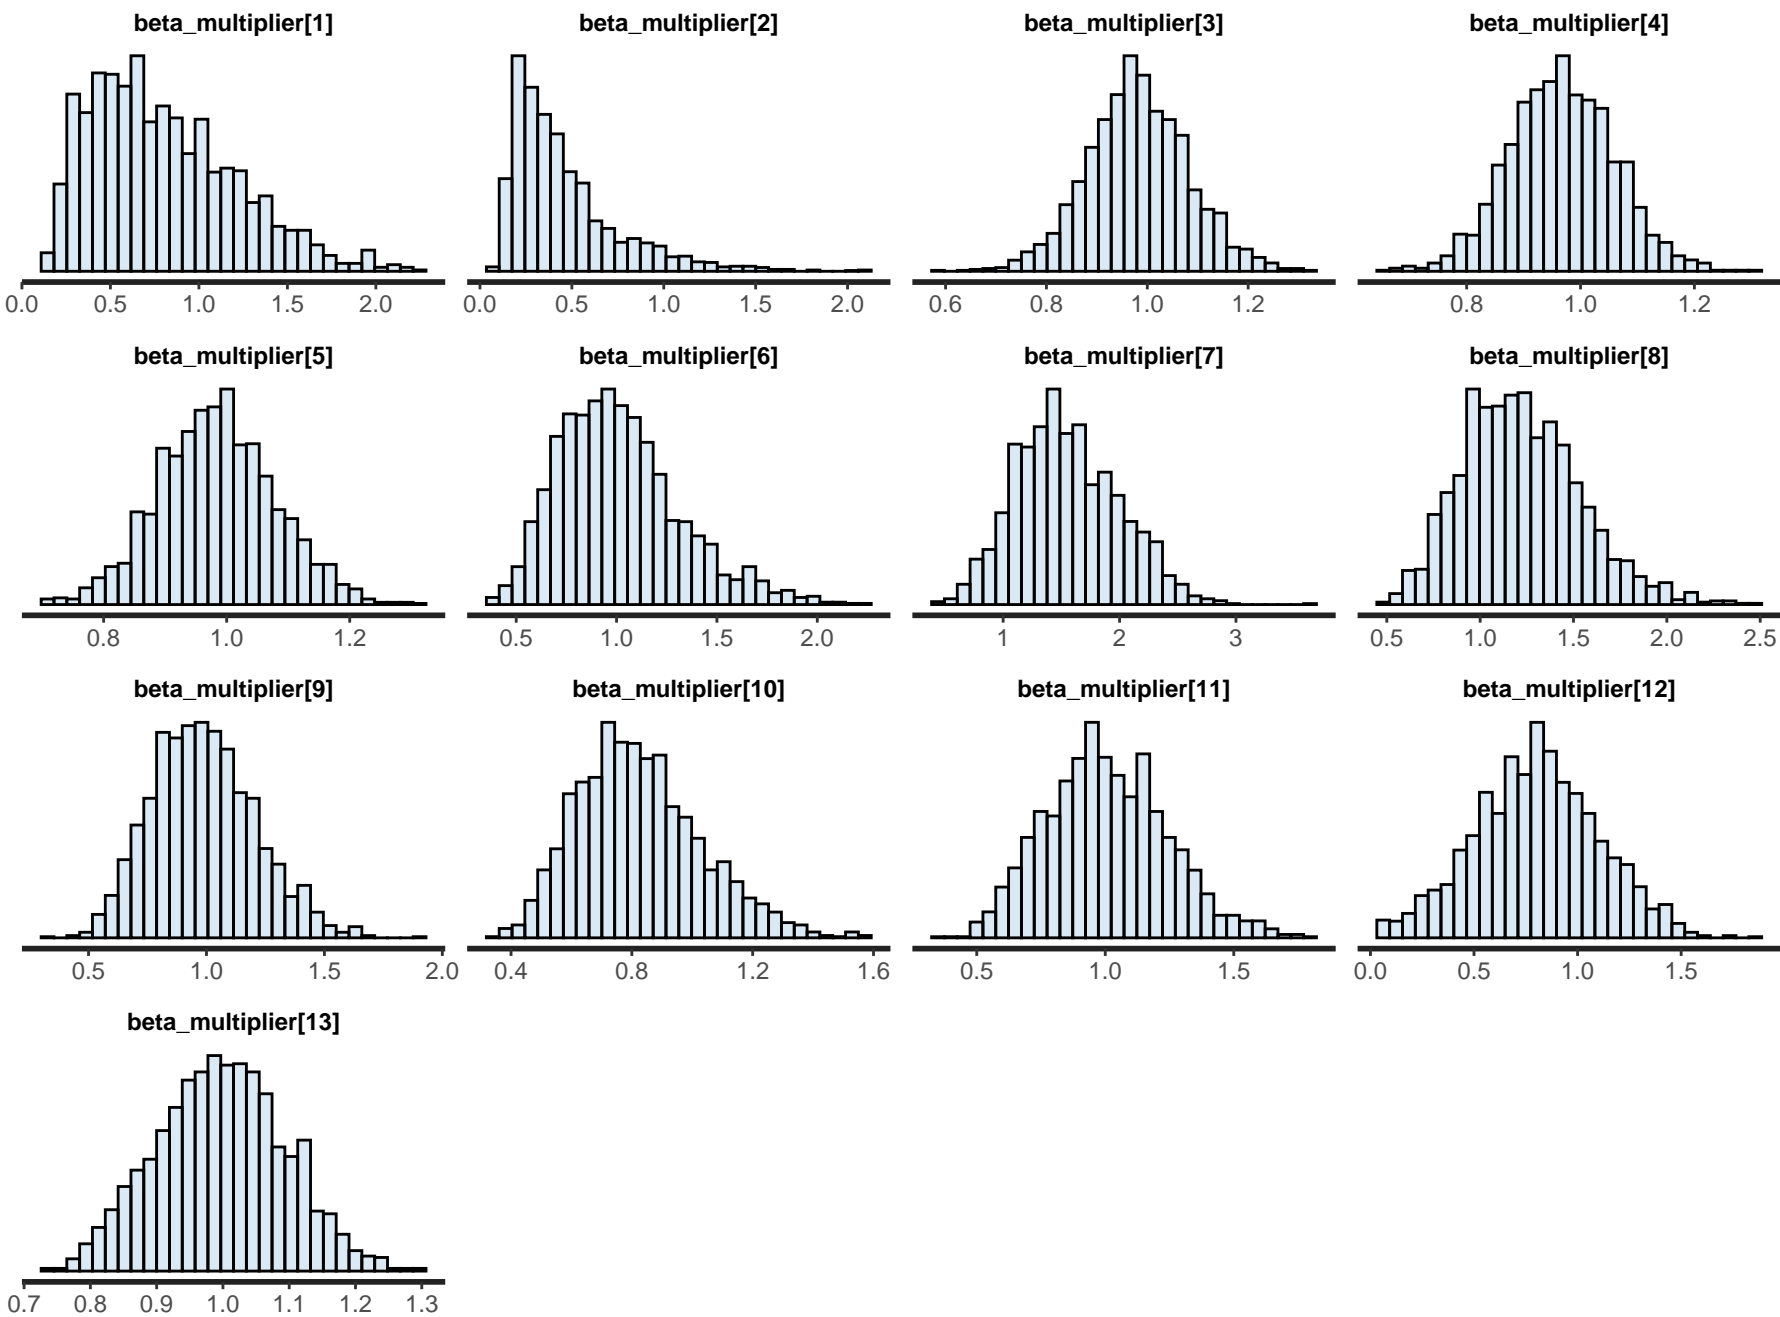 beta_multiplier[1] beta_multiplier[2] beta_multiplier[3] beta_multiplier[4]
0.0 0.5 1.0 1.5 2.0 0.0 0.5 1.0 1.5 2.0 0.6 0.8 1.0 1.2 0.8 1.0 1.2
beta_multiplier[5] beta_multiplier[6] beta_multiplier[7] beta_multiplier[8]
0.8 1.0 1.2 0.5 1.0 1.5 2.0 1 2 3 0.5 1.0 1.5 2.0 2.5
beta_multiplier[9] beta_multiplier[10] beta_multiplier[11] beta_multiplier[12]
0.5 1.0 1.5 2.0 0.4 0.8 1.2 1.6 0.5 1.0 1.5 0.0 0.5 1.0 1.5
beta_multiplier[13]
0.7 0.8 0.9 1.0 1.1 1.2 1.3